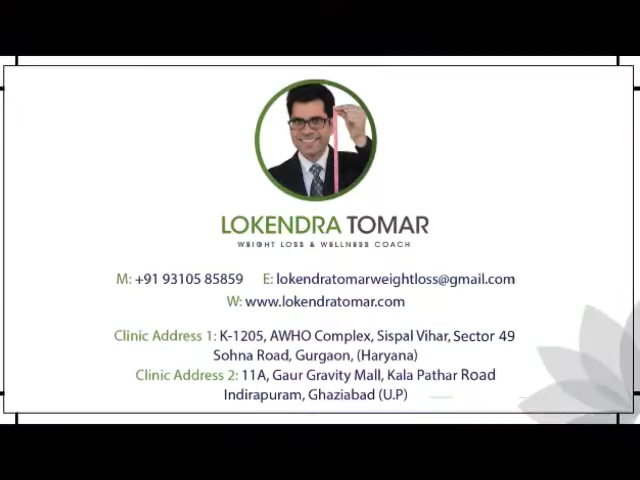 LOKENDRA TOMAR
WEIGHT LOSS & WELLNESS COACH
M: +91 93105 85859 E: lokendratomarweightloss@gmail.com
W: www.lokendratomar.com
Clinic Address 1: K-1205, AWHO Complex, Sispal Vihar, Sector 49
Sohna Road, Gurgaon, (Haryana)
Clinic Address 2: 11A, Gaur Gravity Mall, Kala Pathar Road
Indirapuram, Ghaziabad (U.P)